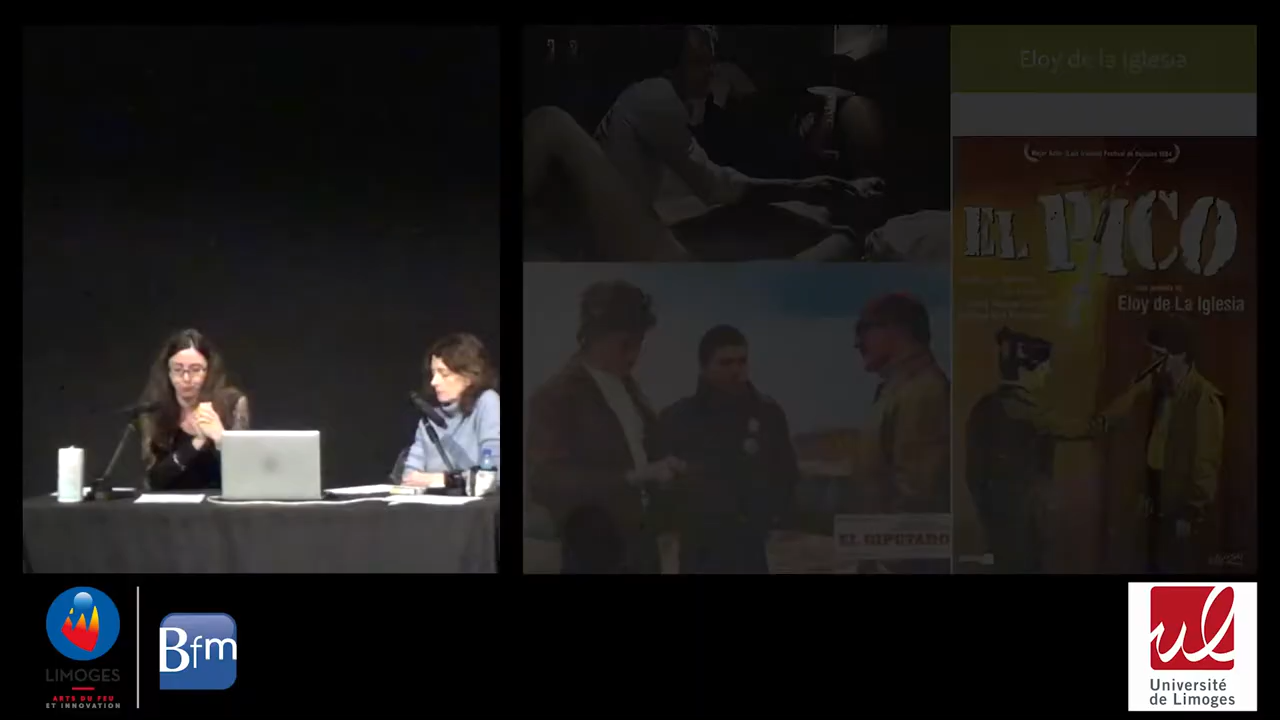 Eloy de la Iglesia
EL PICO
Eloy de La Iglesia
EL DIPUTADO
LIMOGES
ARTS DU FEU
ET INNOVATION
Bfm
ul
Université
de Limoges